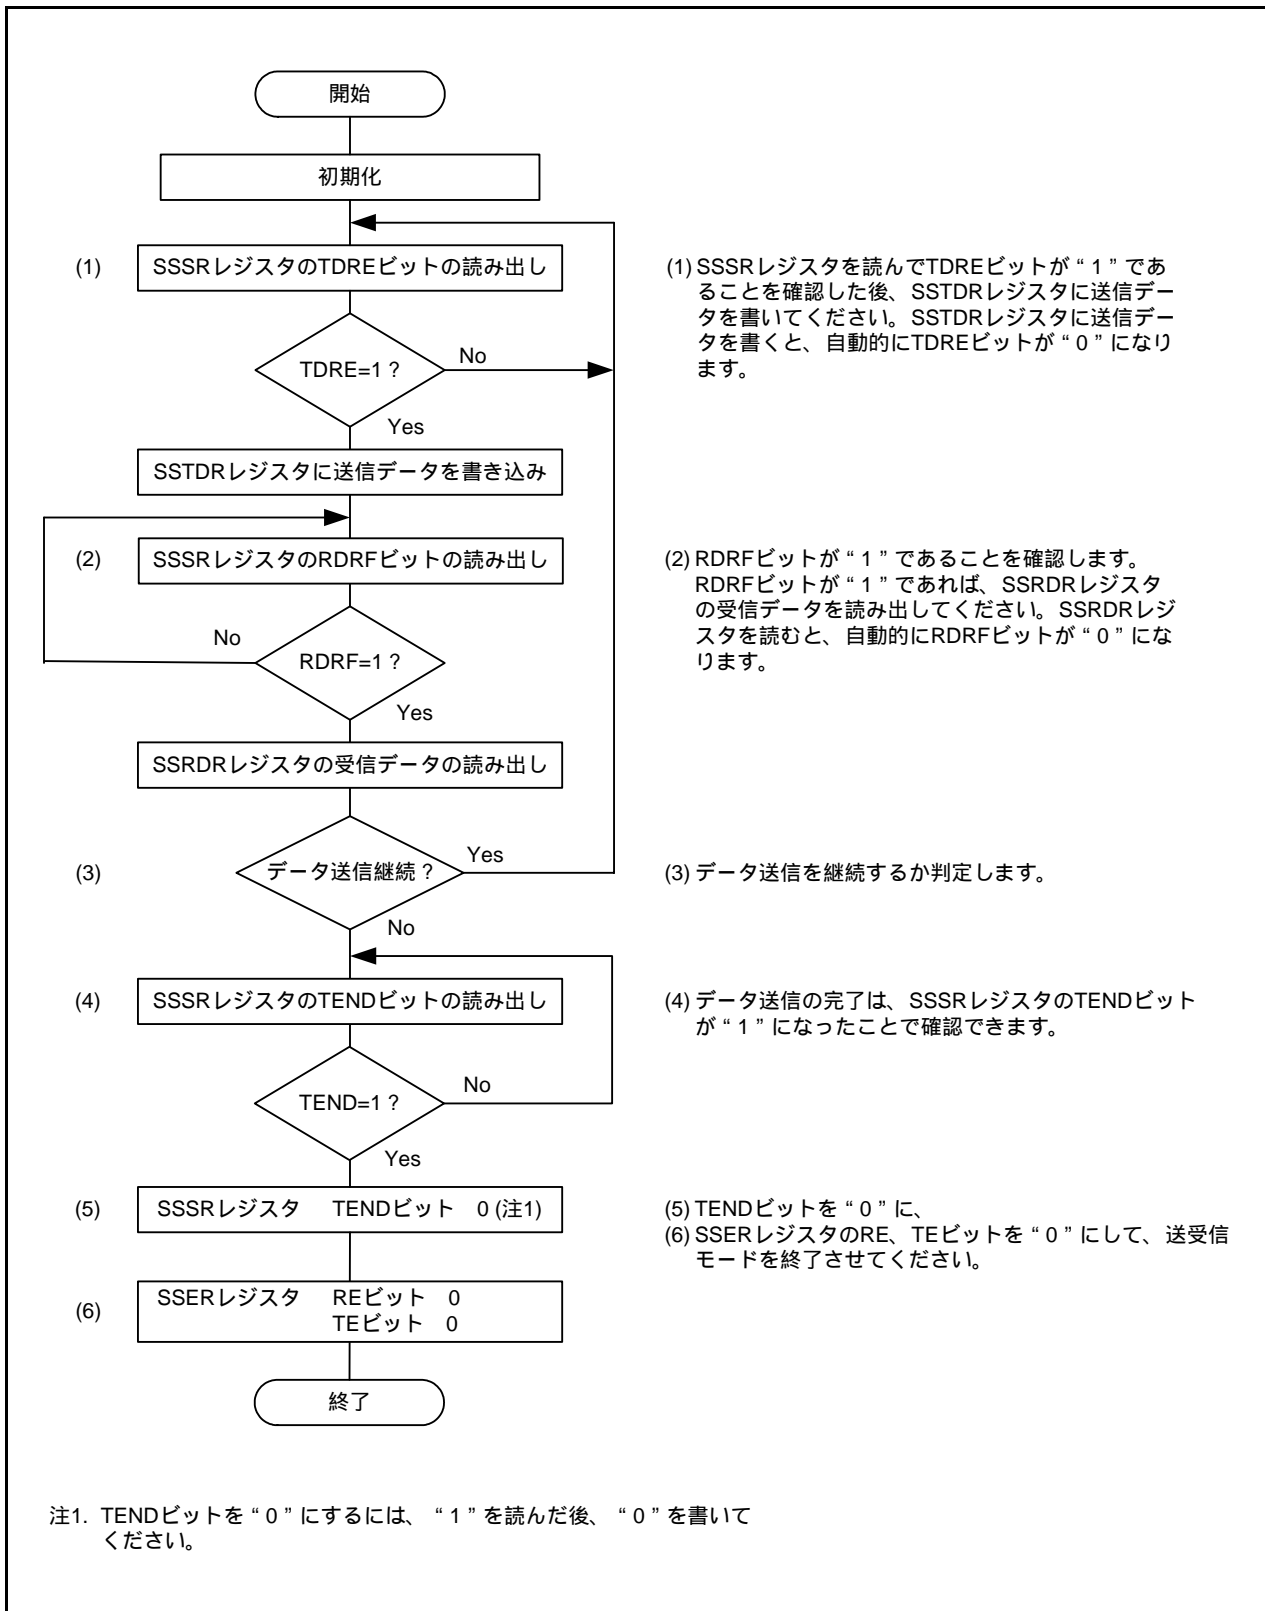 開始
初期化
(1)
SSSRレジスタのTDREビットの読み出し
TDRE=1 ?
No
Yes
SSTDRレジスタに送信データを書き込み
(2)
SSSRレジスタのRDRFビットの読み出し
No
RDRF=1 ?
Yes
SSRDRレジスタの受信データの読み出し
(3)
データ送信継続 ?
Yes
No
(4)
SSSRレジスタのTENDビットの読み出し
TEND=1 ?
No
Yes
(5)
SSSRレジスタ TENDビット 0 (注1)
(6)
SSERレジスタ REビット 0
TEビット 0
終了
(1) SSSRレジスタを読んでTDREビットが“1”であ
ることを確認した後、SSTDRレジスタに送信デー
タを書いてください。SSTDRレジスタに送信デー
タを書くと、自動的にTDREビットが“0”になり
ます。
(2) RDRFビットが“1”であることを確認します。
RDRFビットが“1”であれば、SSRDRレジスタ
の受信データを読み出してください。SSRDRレジ
スタを読むと、自動的にRDRFビットが“0”にな
ります。
(3) データ送信を継続するか判定します。
(4) データ送信の完了は、SSSRレジスタのTENDビット
が“1”になったことで確認できます。
(5) TENDビットを“0”に、
(6) SSERレジスタのRE、TEビットを“0”にして、送受信
モードを終了させてください。
注1. TENDビットを“0”にするには、“1”を読んだ後、“0”を書いて
ください。